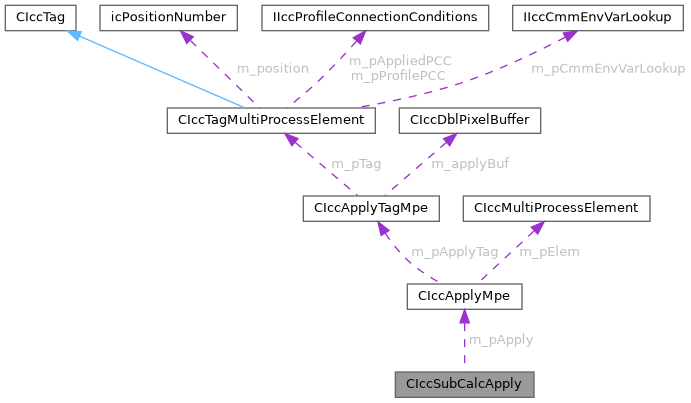 CIccTag
icPositionNumber
IIccProfileConnectionConditions
IIccCmmEnvVarLookup
m_position
m_pAppliedPCC
m_pProfilePCC
m_pCmmEnvVarLookup
CIccTagMultiProcessElement
CIccDblPixelBuffer
m_pTag
m_applyBuf
CIccApplyTagMpe
CIccMultiProcessElement
m_pApplyTag
m_pElem
CIccApplyMpe
m_pApply
CIccSubCalcApply